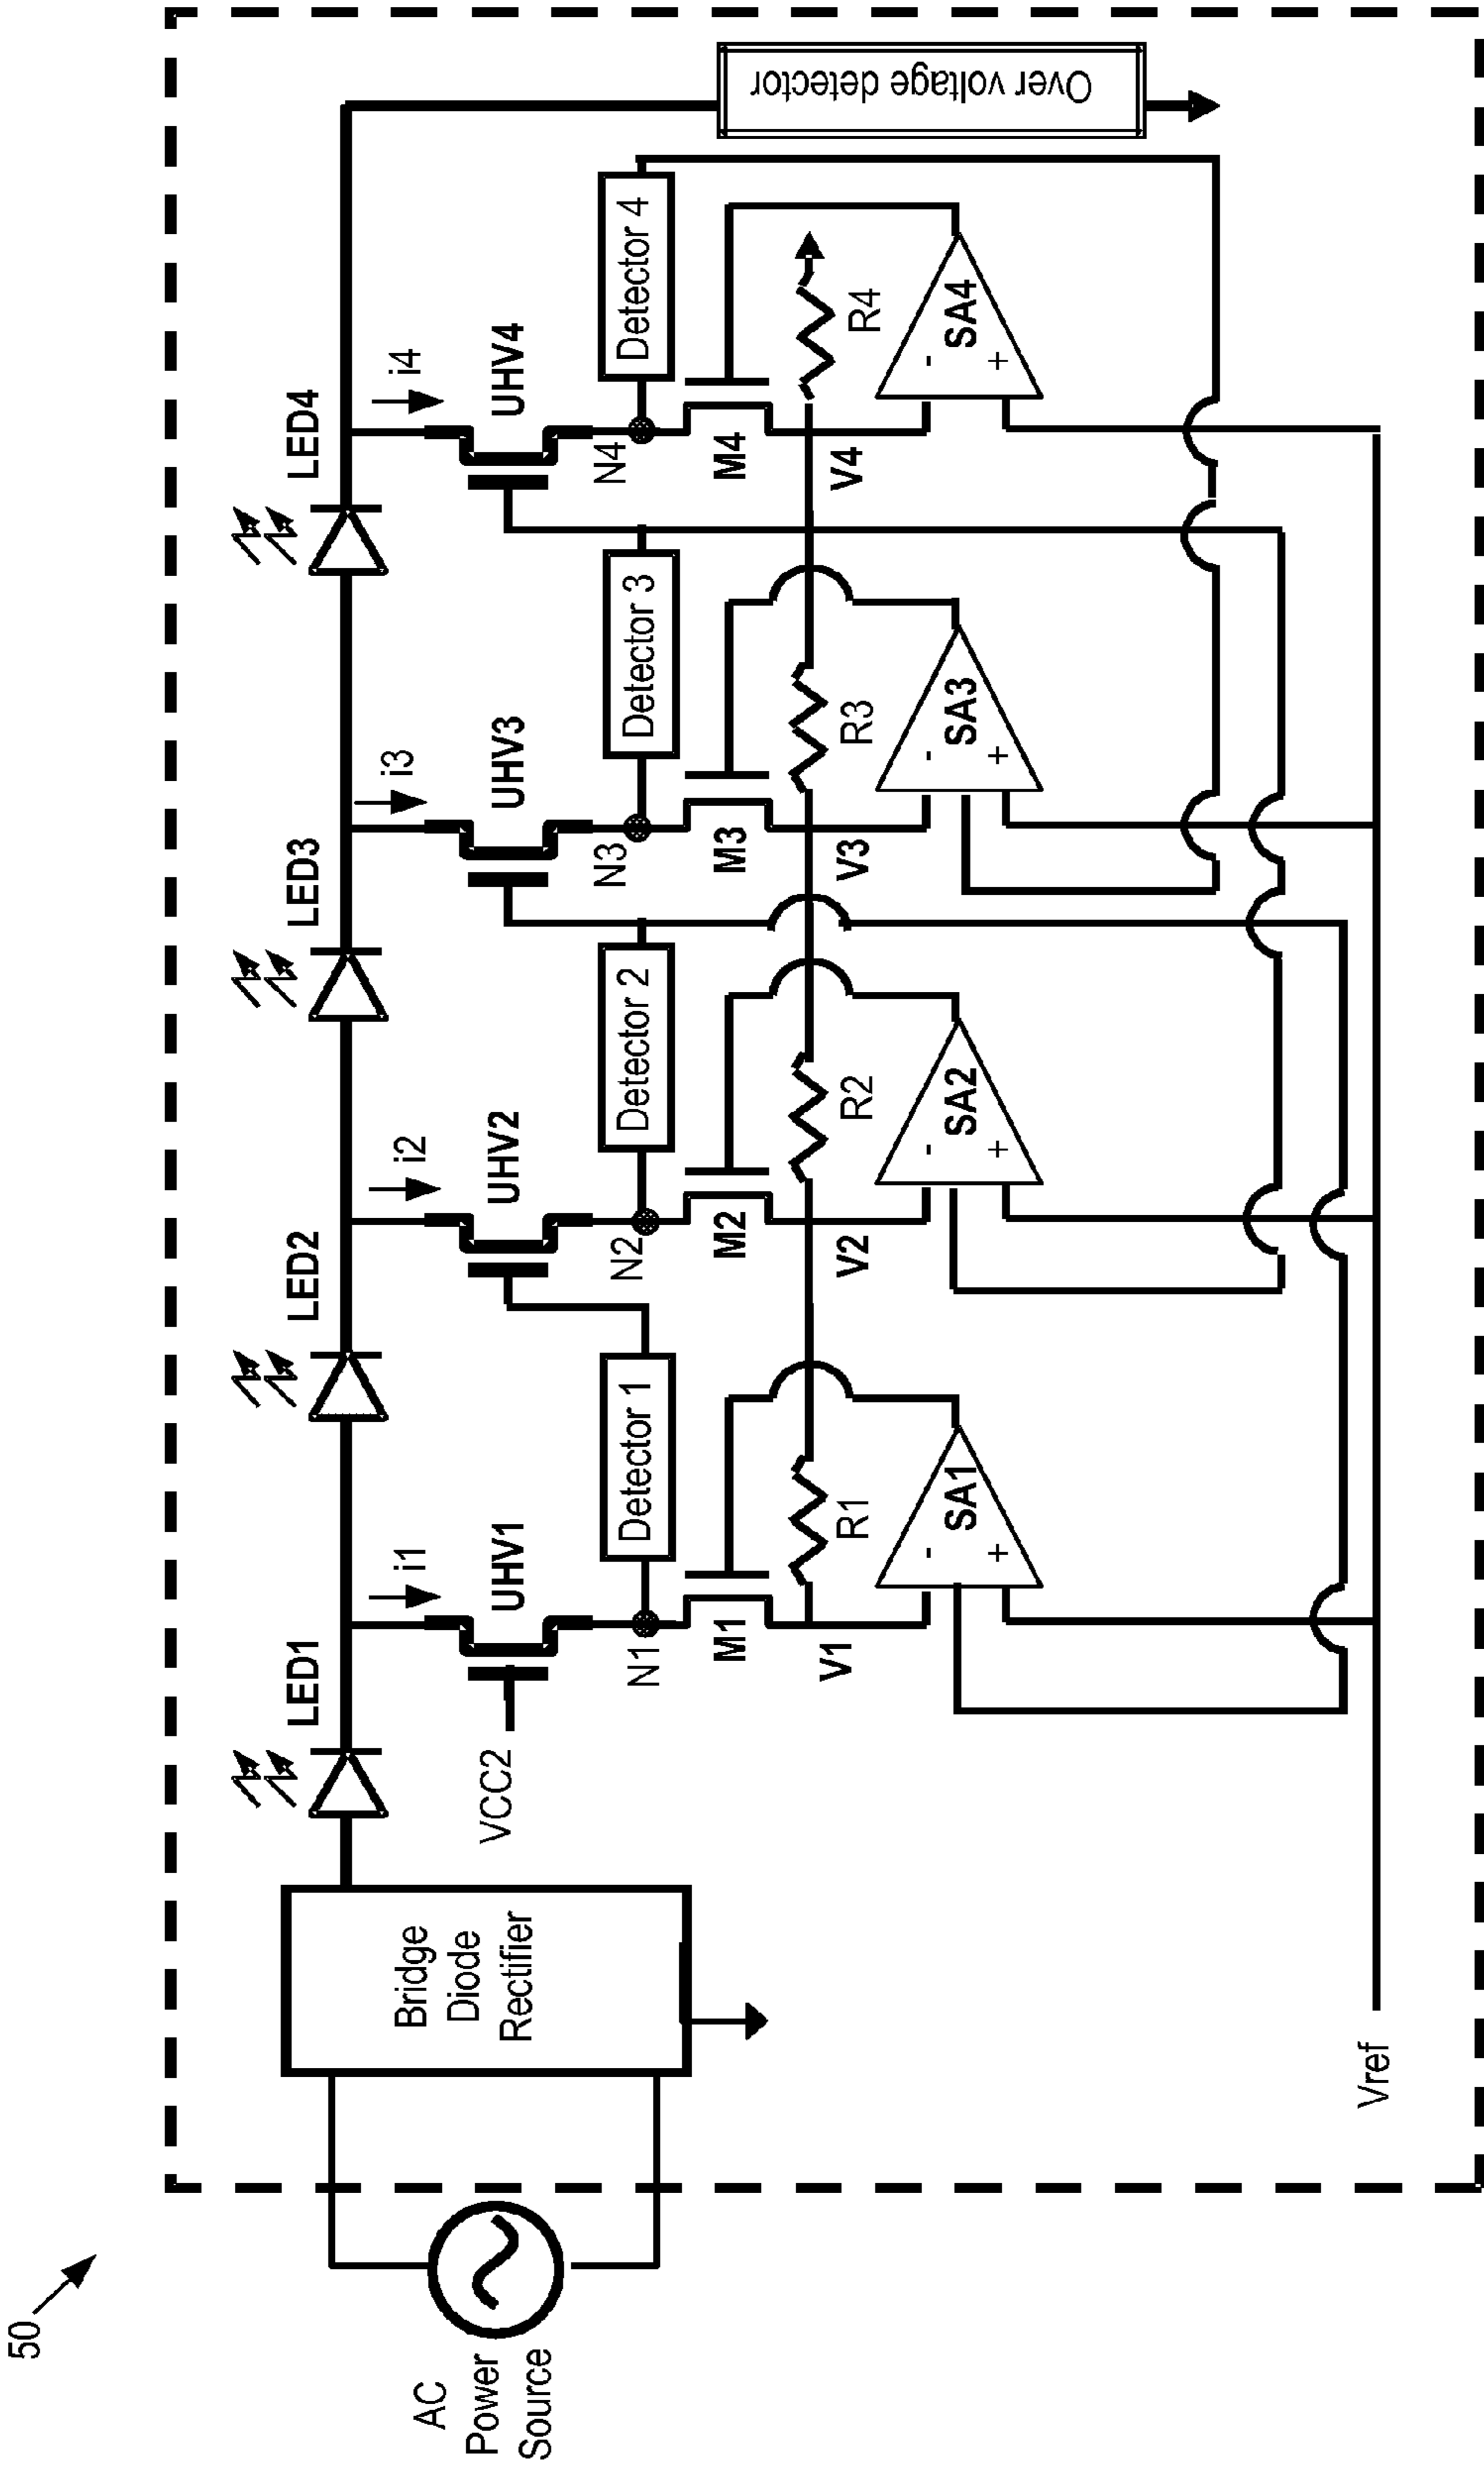 50
AC
Power
Source
Bridge
Diode
Rectifier
LED1
LED2
LED3
LED4
i1
i2
i3
i4
VCC2
UHV1
UHV2
UHV3
UHV4
Over voltage detector
N1
Detector 1
N2
Detector 2
N3
Detector 3
N4
Detector 4
M1
M2
M3
M4
V1
R1
V2
R2
V3
R3
V4
R4
-
SA1
+
-
SA2
+
-
SA3
+
-
SA4
+
Vref